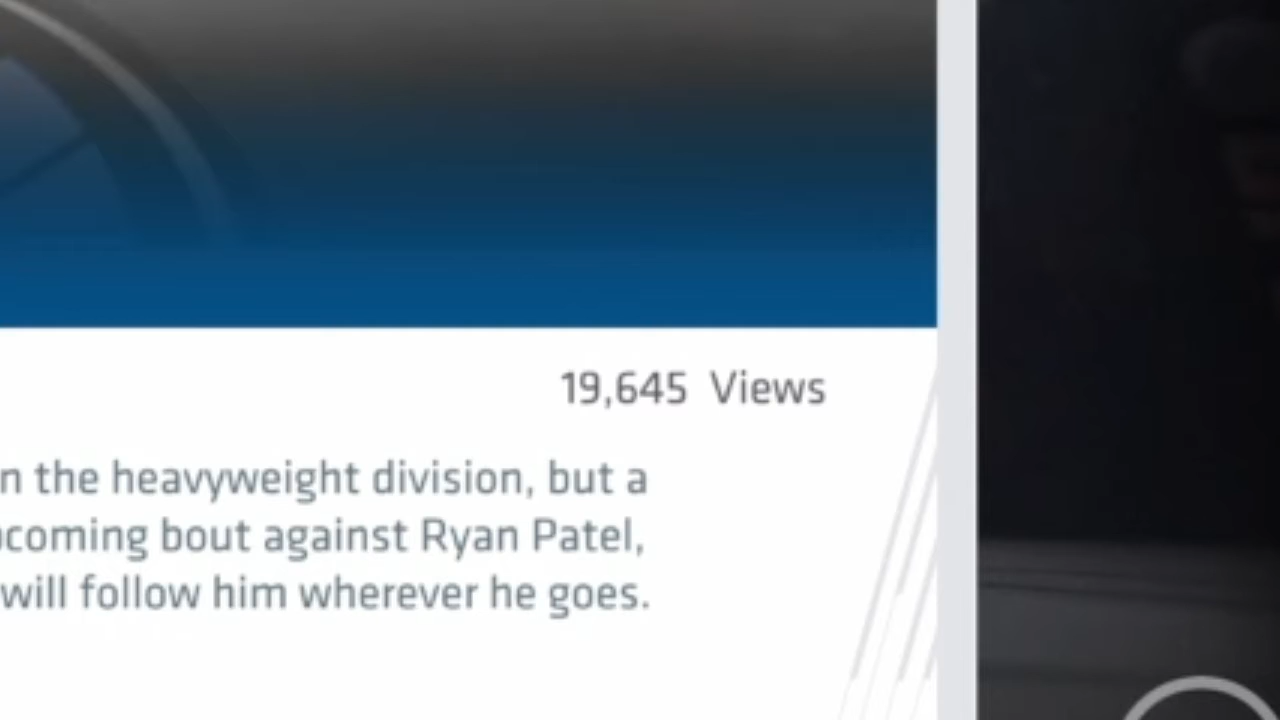 19,645 Views
n the heavyweight division, but a
coming bout against Ryan Patel,
will follow him wherever he goes.